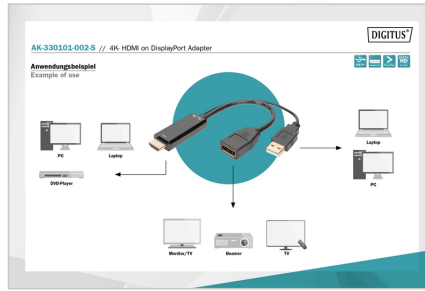 DIGITUS®
AK-330101-002-S // 4K- HDMI on DisplayPort Adapter
Anwendungsbeispiel
Example of use
PC
Laptop
DVD-Player
Laptop
PC
Monitor/TV
Beamer
TV